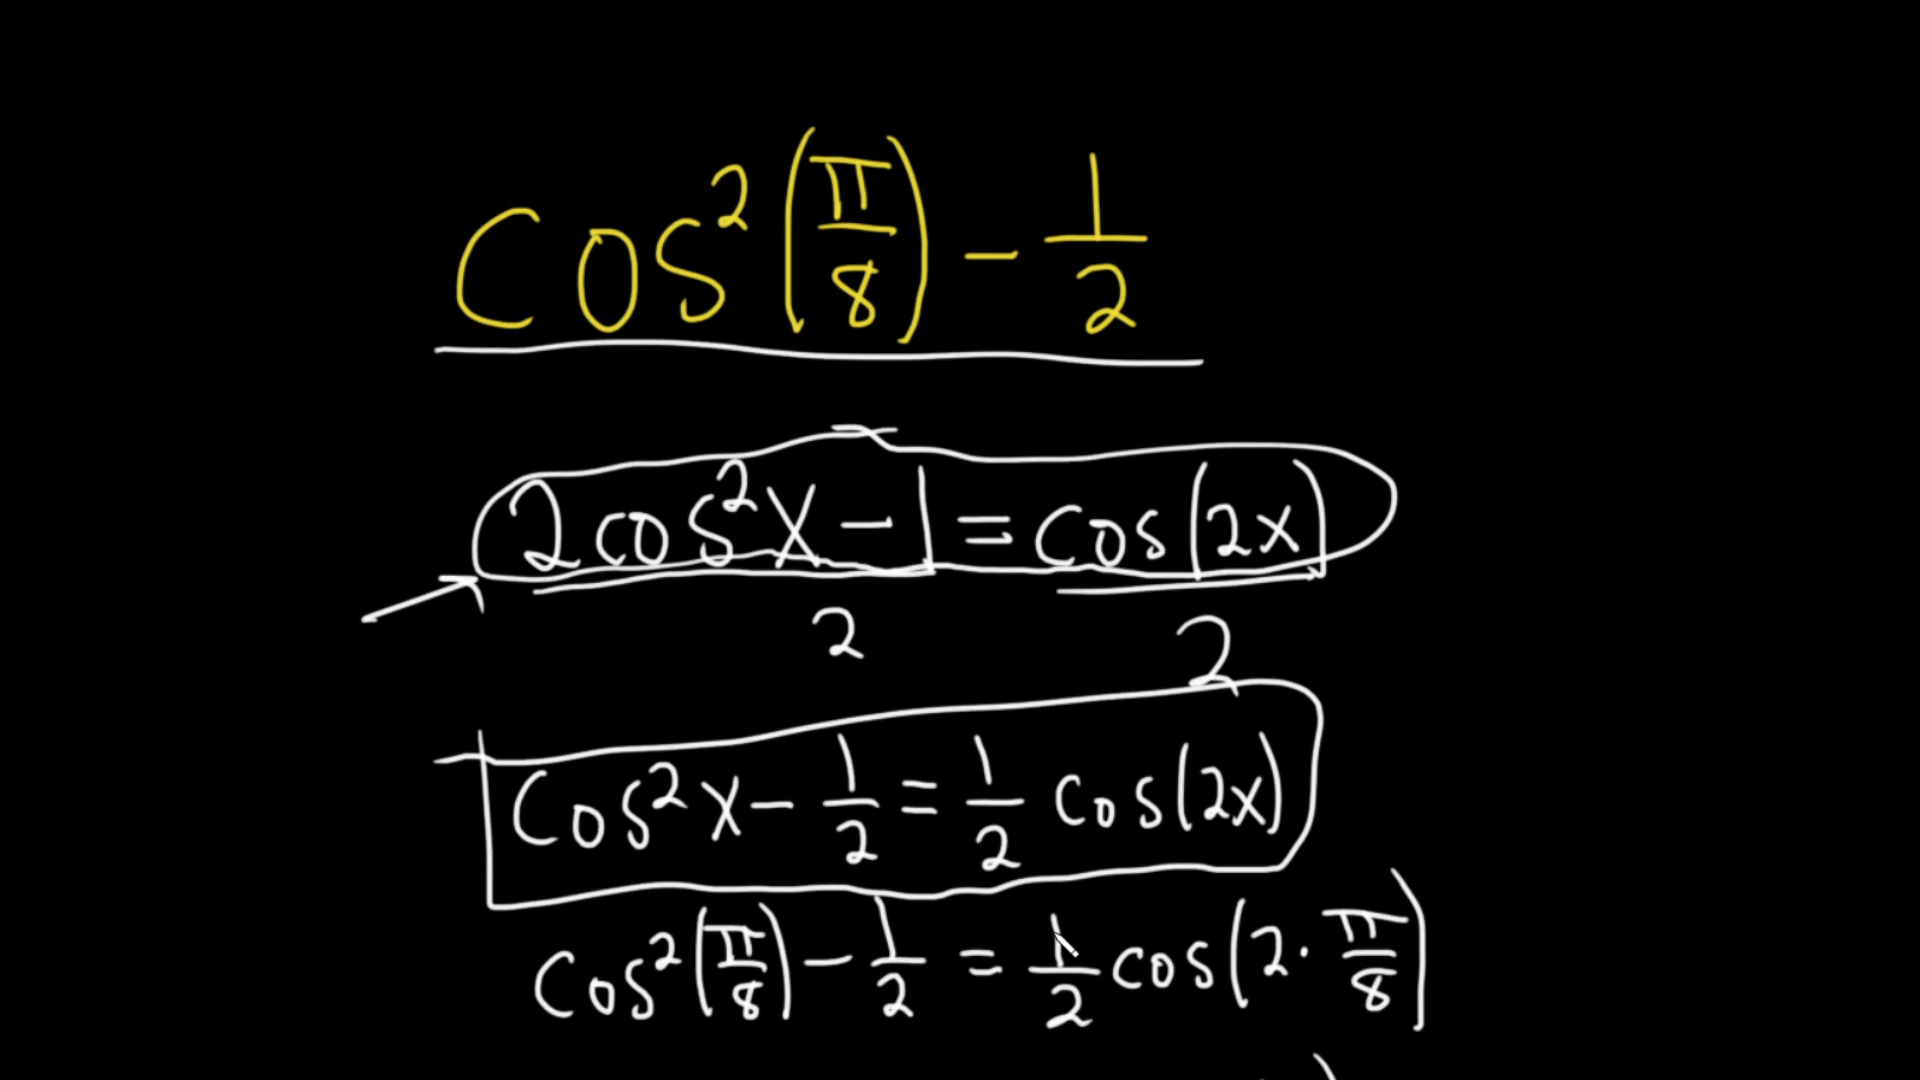 cos²(π/8) - 1/2
2cos²x - 1 = cos(2x)
2 2
cos²x - 1/2 = 1/2 cos(2x)
cos²(π/8) - 1/2 = 1/2 cos(2·π/8)